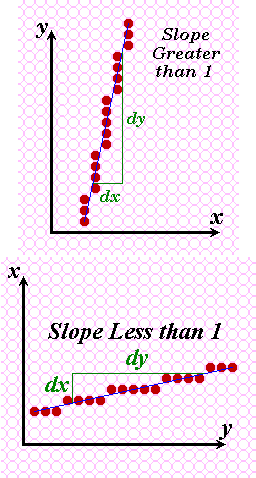 y
Slope
Greater
than 1
dy
dx
x
x
Slope Less than 1
dy
dx
y